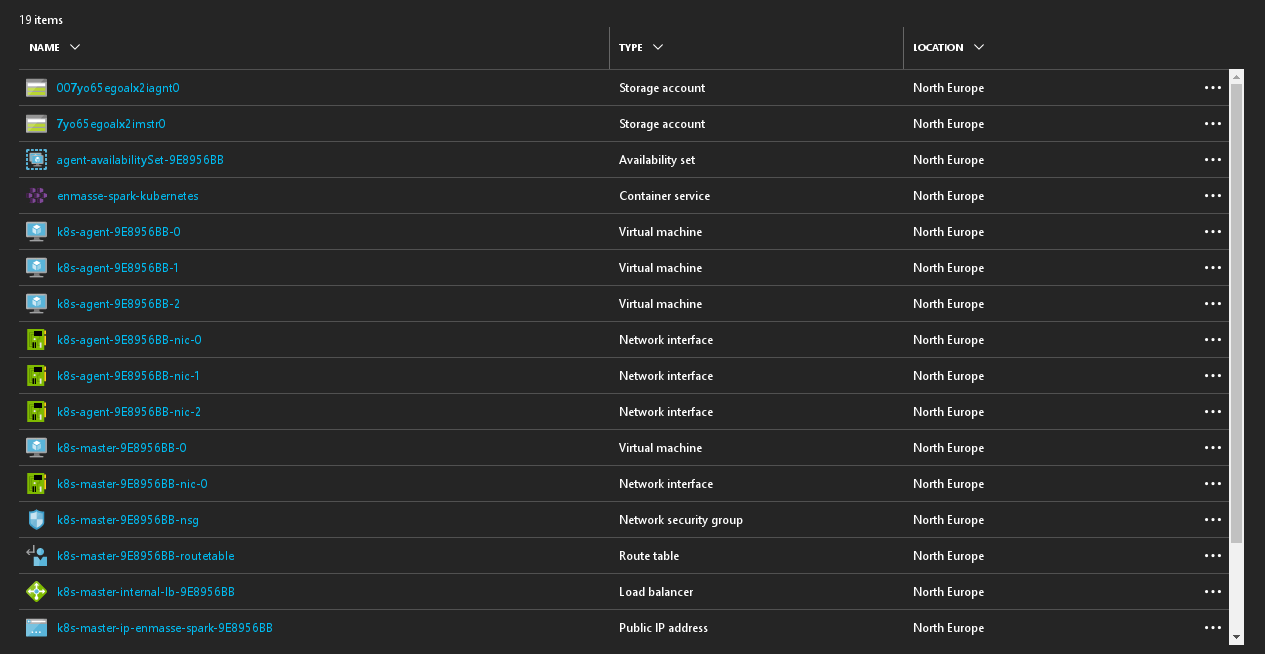 19 items
NAME TYPE LOCATION
007yo65egoalx2iagnt0 Storage account North Europe
7yo65egoalx2imstr0 Storage account North Europe
agent-availabilitySet-9E8956BB Availability set North Europe
enmasse-spark-kubernetes Container service North Europe
k8s-agent-9E8956BB-0 Virtual machine North Europe
k8s-agent-9E8956BB-1 Virtual machine North Europe
k8s-agent-9E8956BB-2 Virtual machine North Europe
k8s-agent-9E8956BB-nic-0 Network interface North Europe
k8s-agent-9E8956BB-nic-1 Network interface North Europe
k8s-agent-9E8956BB-nic-2 Network interface North Europe
k8s-master-9E8956BB-0 Virtual machine North Europe
k8s-master-9E8956BB-nic-0 Network interface North Europe
k8s-master-9E8956BB-nsg Network security group North Europe
k8s-master-9E8956BB-routetable Route table North Europe
k8s-master-internal-lb-9E8956BB Load balancer North Europe
k8s-master-ip-enmasse-spark-9E8956BB Public IP address North Europe